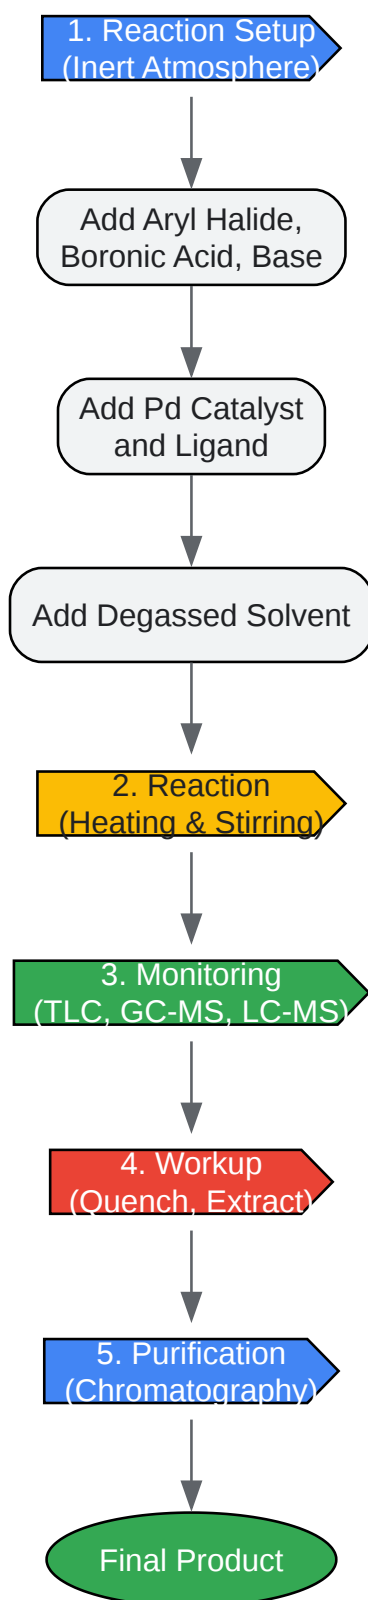 1. Reaction Setup
(Inert Atmosphere)
Add Aryl Halide,
Boronic Acid, Base
Add Pd Catalyst
and Ligand
Add Degassed Solvent
2. Reaction
(Heating & Stirring)
3. Monitoring
(TLC, GC-MS, LC-MS)
4. Workup
(Quench, Extract)
5. Purification
(Chromatography)
Final Product